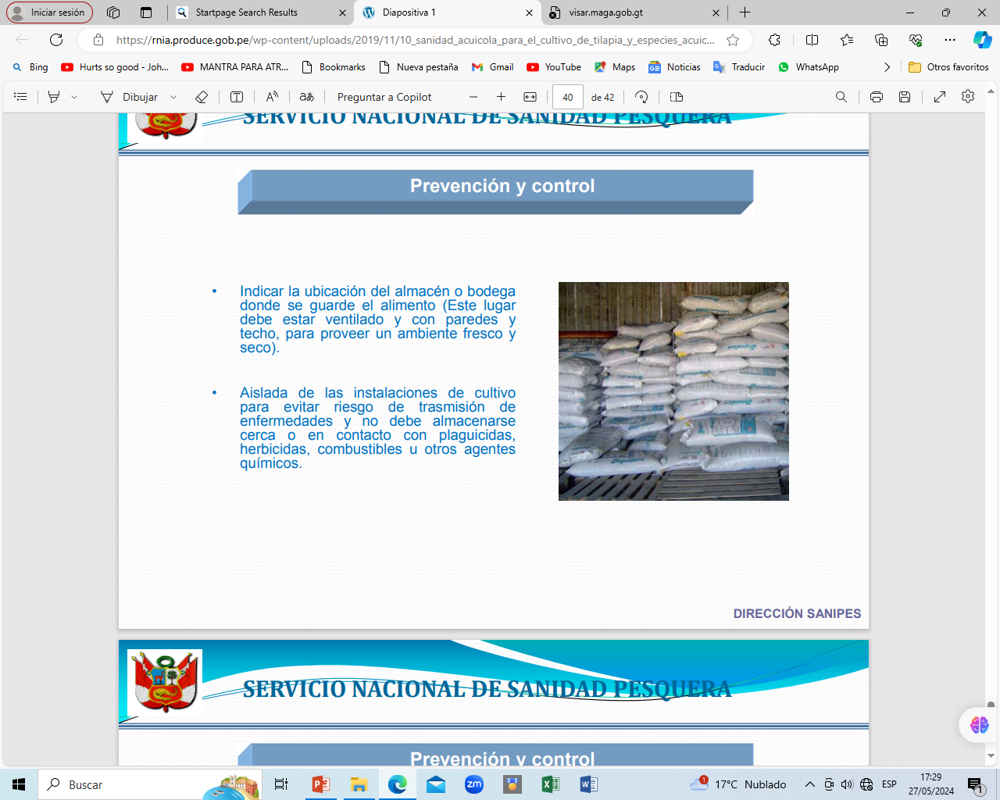 Iniciar sesión
Startpage Search Results
Diapositiva 1
visar.maga.gob.gt
https://rnia.produce.gob.pe/wp-content/uploads/2019/11/10_sanidad_acuicola_para_el_cultivo_de_tilapia_y_especies_acuic...
Bing
Hurts so good - Joh...
MANTRA PARA ATR...
Bookmarks
Nueva pestaña
Gmail
YouTube
Maps
Noticias
Traducir
WhatsApp
Otros favoritos
Dibujar
Preguntar a Copilot
40
de 42
SERVICIO NACIONAL DE SANIDAD PESQUERA
Prevención y control
• Indicar la ubicación del almacén o bodega
donde se guarde el alimento (Este lugar
debe estar ventilado y con paredes y
techo, para proveer un ambiente fresco y
seco).
• Aislada de las instalaciones de cultivo
para evitar riesgo de trasmisión de
enfermedades y no debe almacenarse
cerca o en contacto con plaguicidas,
herbicidas, combustibles u otros agentes
químicos.
DIRECCIÓN SANIPES
SERVICIO NACIONAL DE SANIDAD PESQUERA
Prevención y control
Buscar
zm
1
17°C Nublado
ESP
17:29
27/05/2024
1